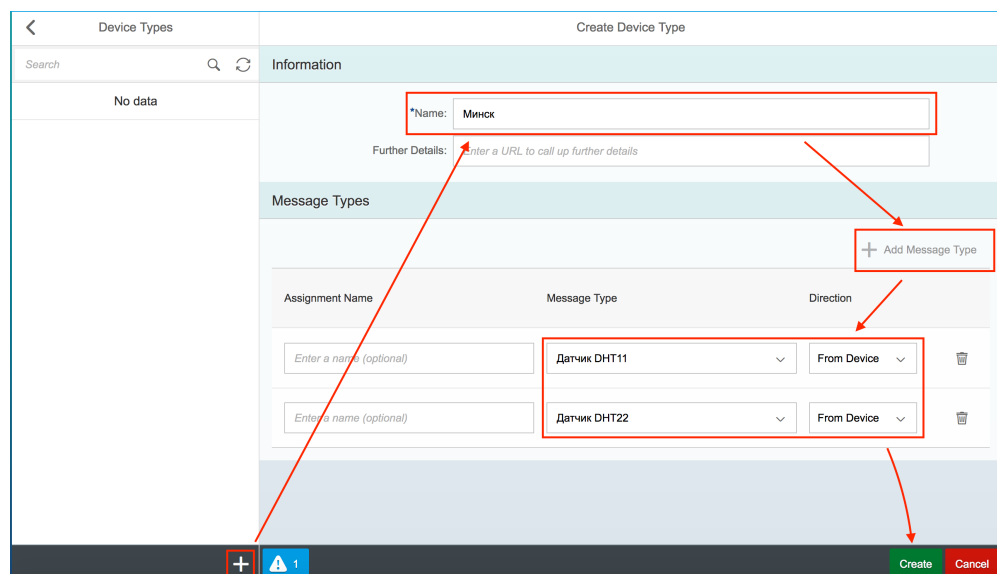 Device Types
Create Device Type
Search
Information
No data
*Name: Минск
Further Details: Enter a URL to call up further details
Message Types
Add Message Type
Assignment Name Message Type Direction
Enter a name (optional) Датчик DHT11 From Device
Enter a name (optional) Датчик DHT22 From Device
1 Create Cancel